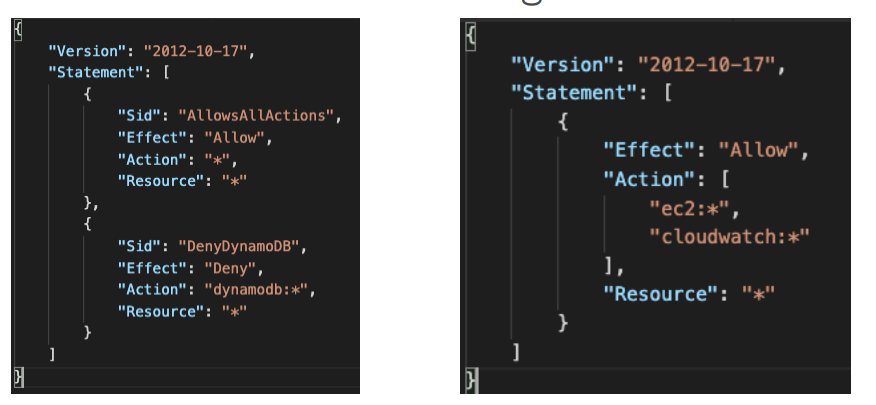 {
    "Version": "2012-10-17",
    "Statement": [
        {
            "Sid": "AllowsAllActions",
            "Effect": "Allow",
            "Action": "*",
            "Resource": "*"
        },
        {
            "Sid": "DenyDynamoDB",
            "Effect": "Deny",
            "Action": "dynamodb:*",
            "Resource": "*"
        }
    ]
}
{
    "Version": "2012-10-17",
    "Statement": [
        {
            "Effect": "Allow",
            "Action": [
                "ec2:*",
                "cloudwatch:*"
            ],
            "Resource": "*"
        }
    ]
}